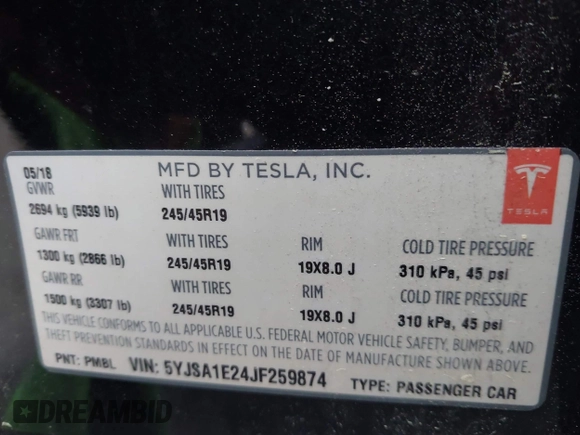 05/18 MFD BY TESLA, INC.
GVWR WITH TIRES
2694 kg (5939 lb) 245/45R19
TESLA
GAWR FRT WITH TIRES RIM COLD TIRE PRESSURE
1300 kg (2866 lb) 245/45R19 19X8.0 J 310 kPa, 45 psi
GAWR RR WITH TIRES RIM COLD TIRE PRESSURE
1500 kg (3307 lb) 245/45R19 19X8.0 J 310 kPa, 45 psi
THIS VEHICLE CONFORMS TO ALL APPLICABLE U.S. FEDERAL MOTOR VEHICLE SAFETY, BUMPER, AND
THEFT PREVENTION STANDARDS IN EFFECT ON THE DATE OF MANUFACTURE SHOWN ABOVE.
PNT: PMBL VIN: 5YJSA1E24JF259874 TYPE: PASSENGER CAR
DREAMBID